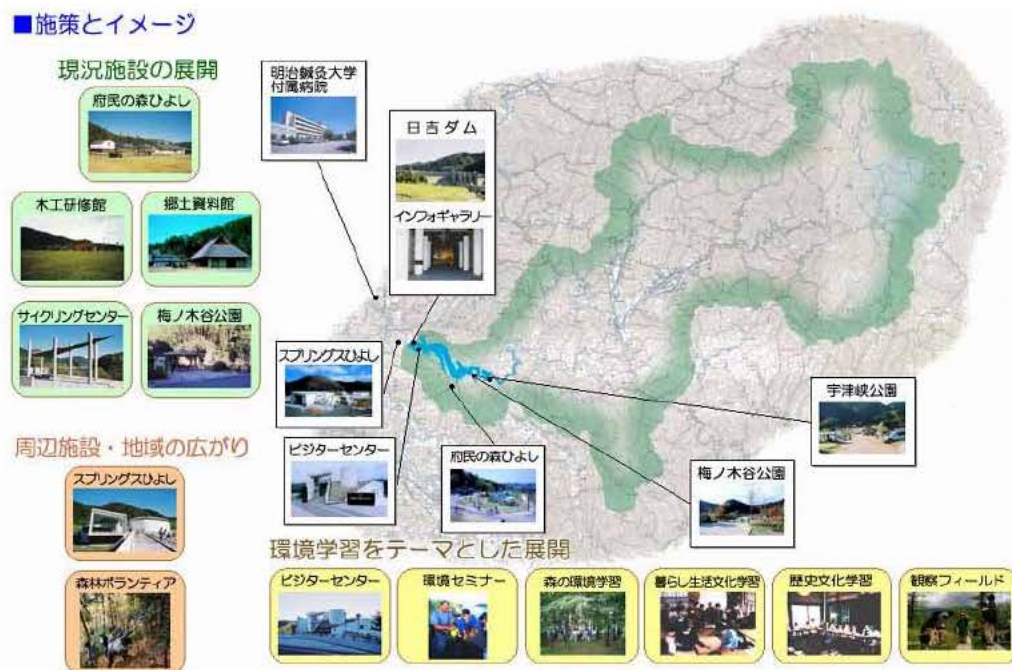 ■施策とイメージ
現況施設の展開
府民の森ひよし
木工研修館
郷土資料館
サイクリングセンター
梅ノ木谷公園
周辺施設・地域の広がり
スプリングスひよし
森林ボランティア
明治鍼灸大学
付属病院
日吉ダム
インフォギャラリー
スプリングスひよし
ビジターセンター
府民の森ひよし
梅ノ木谷公園
宇津峡公園
環境学習をテーマとした展開
ビジターセンター
環境セミナー
森の環境学習
暮らし生活文化学習
歴史文化学習
観察フィールド